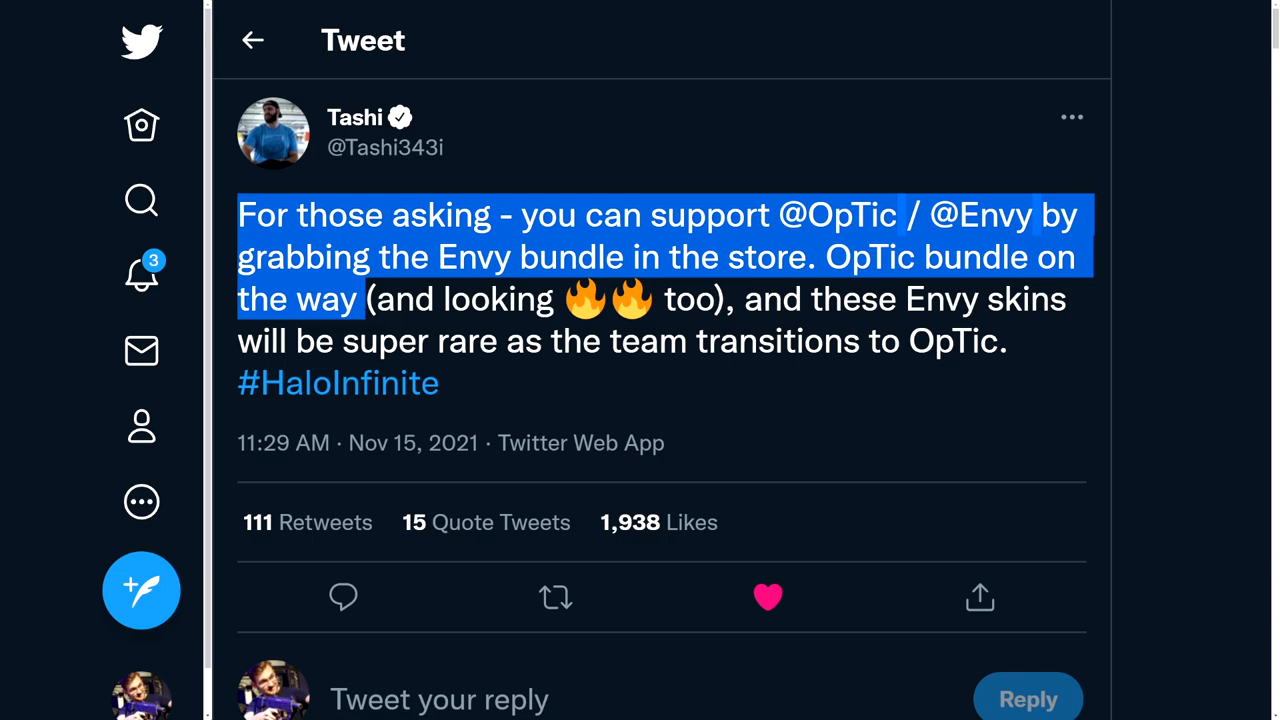 Tweet
Tashi
@Tashi343i
For those asking - you can support @OpTic / @Envy by
grabbing the Envy bundle in the store. OpTic bundle on
the way (and looking 🔥🔥 too), and these Envy skins
will be super rare as the team transitions to OpTic.
#HaloInfinite
11:29 AM · Nov 15, 2021 · Twitter Web App
111 Retweets 15 Quote Tweets 1,938 Likes
3
Tweet your reply
Reply